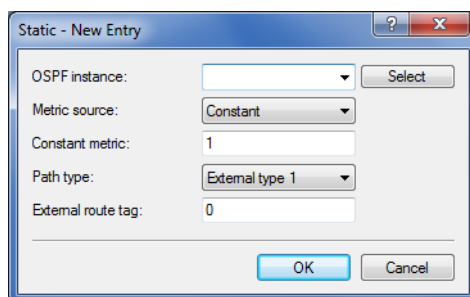 Static - New Entry
OSPF instance: Select
Metric source: Constant
Constant metric: 1
Path type: External type 1
External route tag: 0
OK Cancel